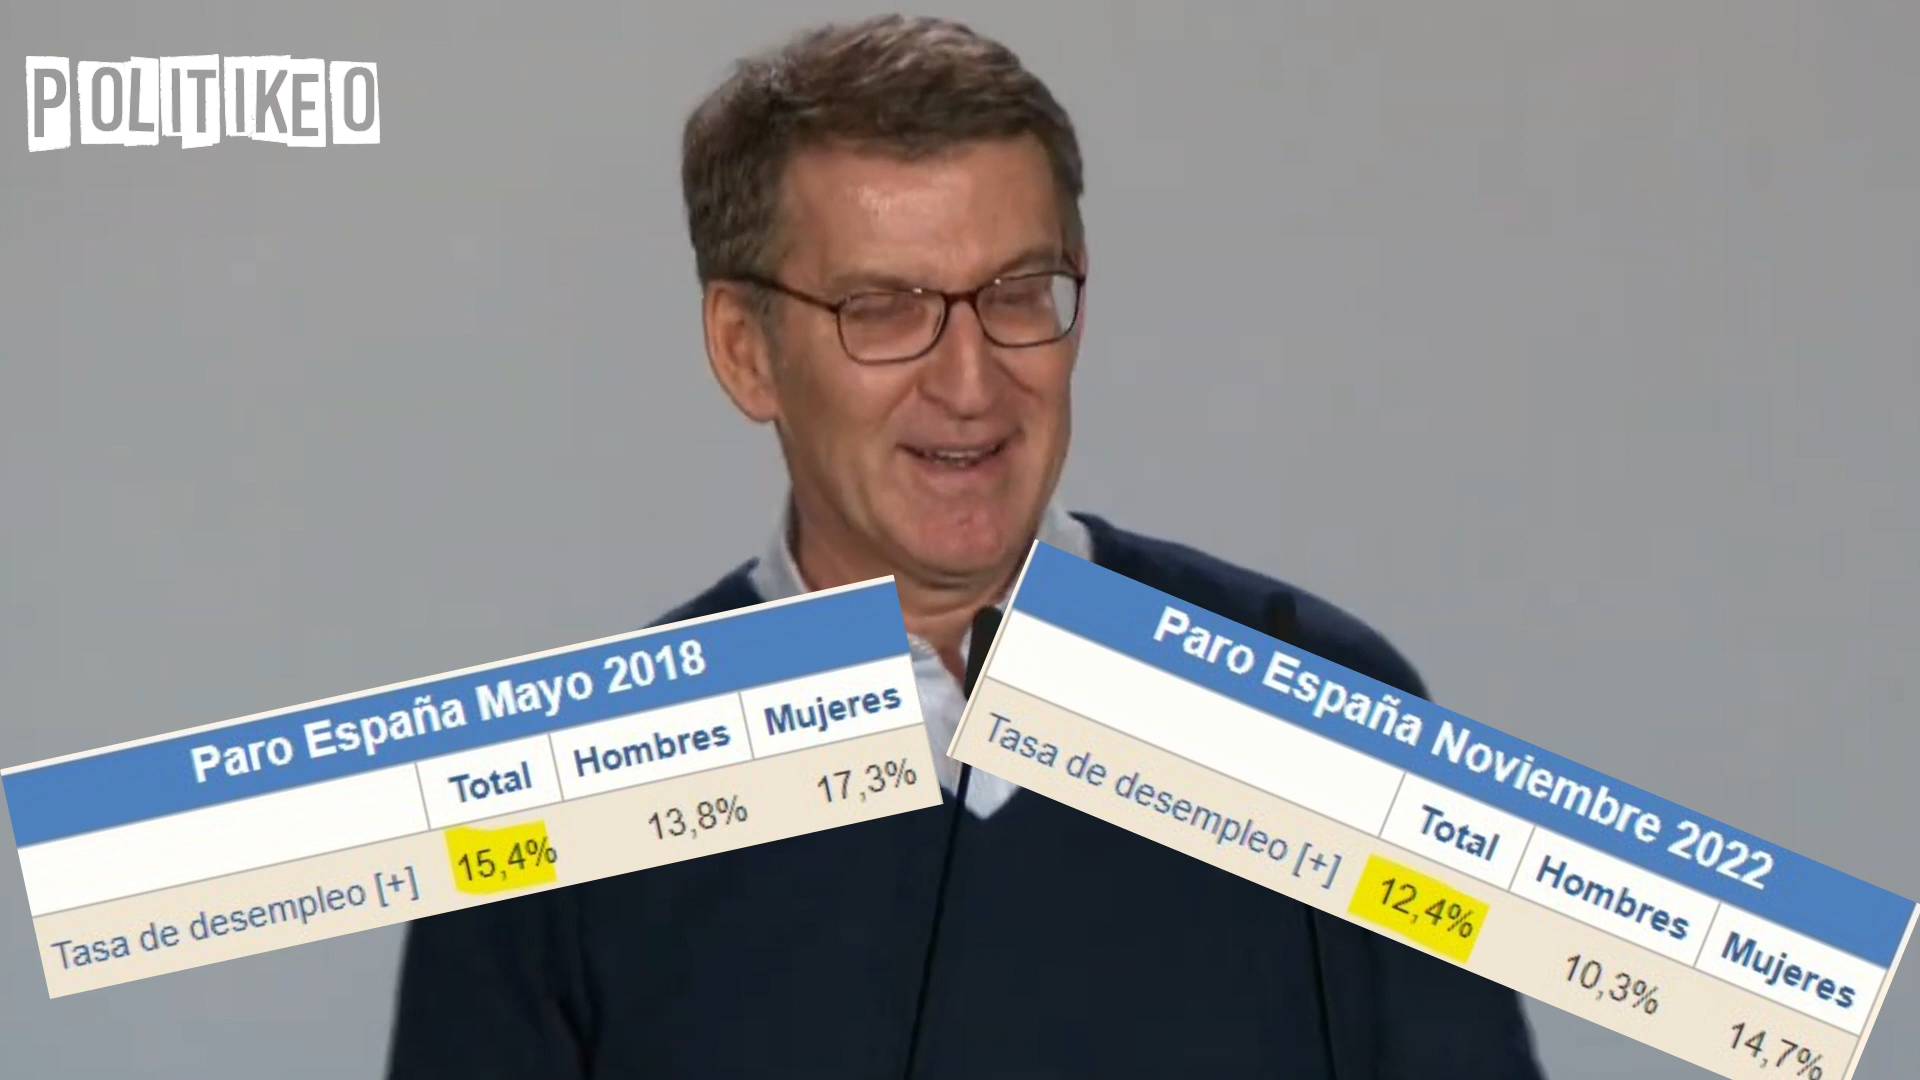 POLITIKEO
Paro España Mayo 2018
Total Hombres Mujeres
Tasa de desempleo [+] 15,4% 13,8% 17,3%
Paro España Noviembre 2022
Total Hombres Mujeres
Tasa de desempleo [+] 12,4% 10,3% 14,7%